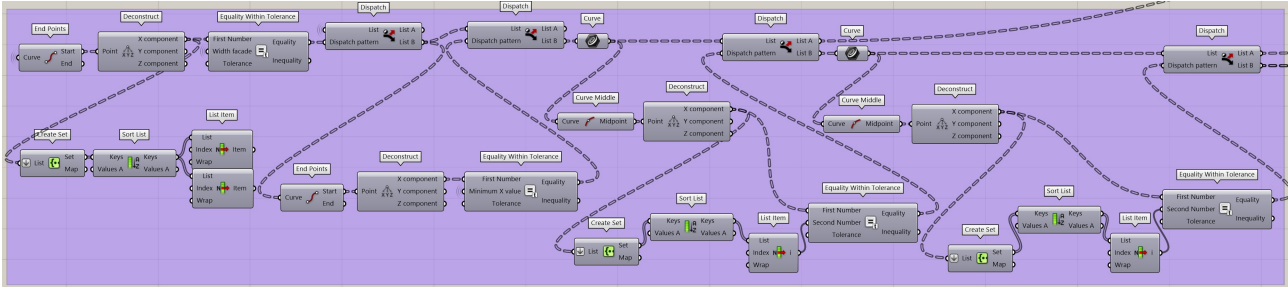 End Points
Curve
Start
End
Deconstruct
Point
X component
Y component
Z component
Equality Within Tolerance
First Number
Width facade
Tolerance
Equality
Inequality
Dispatch
List
Dispatch pattern
List A
List B
Dispatch
List
Dispatch pattern
List A
List B
Curve
Dispatch
List
Dispatch pattern
List A
List B
Curve
Dispatch
List
Dispatch pattern
List A
List B
Create Set
List
Set
Map
Sort List
Keys
Values A
Keys
Values A
List Item
List
Index
Wrap
Item
List
Index
Wrap
Item
End Points
Curve
Start
End
Deconstruct
Point
X component
Y component
Z component
Equality Within Tolerance
First Number
Minimum X value
Tolerance
Equality
Inequality
Curve Middle
Curve
Midpoint
Deconstruct
Point
X component
Y component
Z component
Create Set
List
Set
Map
Sort List
Keys
Values A
Keys
Values A
List Item
List
Index
Wrap
i
Equality Within Tolerance
First Number
Second Number
Tolerance
Equality
Inequality
Curve Middle
Curve
Midpoint
Deconstruct
Point
X component
Y component
Z component
Create Set
List
Set
Map
Sort List
Keys
Values A
Keys
Values A
List Item
List
Index
Wrap
i
Equality Within Tolerance
First Number
Second Number
Tolerance
Equality
Inequality